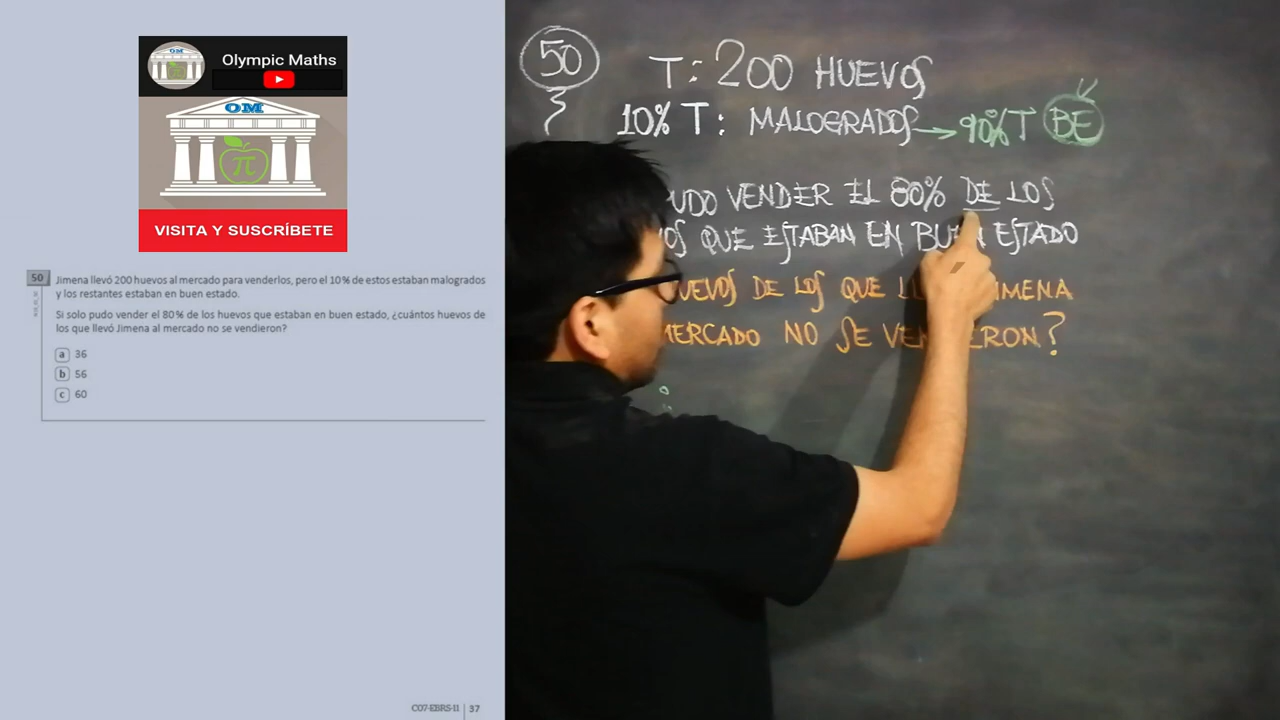 OM
Olympic Maths
OM
π
VISITA Y SUSCRÍBETE
50 Jimena llevó 200 huevos al mercado para venderlos, pero el 10% de estos estaban malogrados
y los restantes estaban en buen estado.
Si solo pudo vender el 80% de los huevos que estaban en buen estado, ¿cuántos huevos de
los que llevó Jimena al mercado no se vendieron?
a 36
b 56
c 60
C07-EBRS-11 37
50 T: 200 HUEVOS
10% T: MALOGRADOS → 90% T BE
UDO VENDER EL 80% DE LOS
OS QUE ESTABAN EN BUEN ESTADO
UEVOS DE LOS QUE IMENA
MERCADO NO SE VENDIERON?